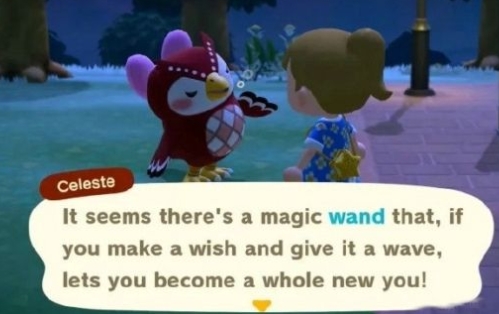 Celeste
It seems there's a magic wand that, if
you make a wish and give it a wave,
lets you become a whole new you!